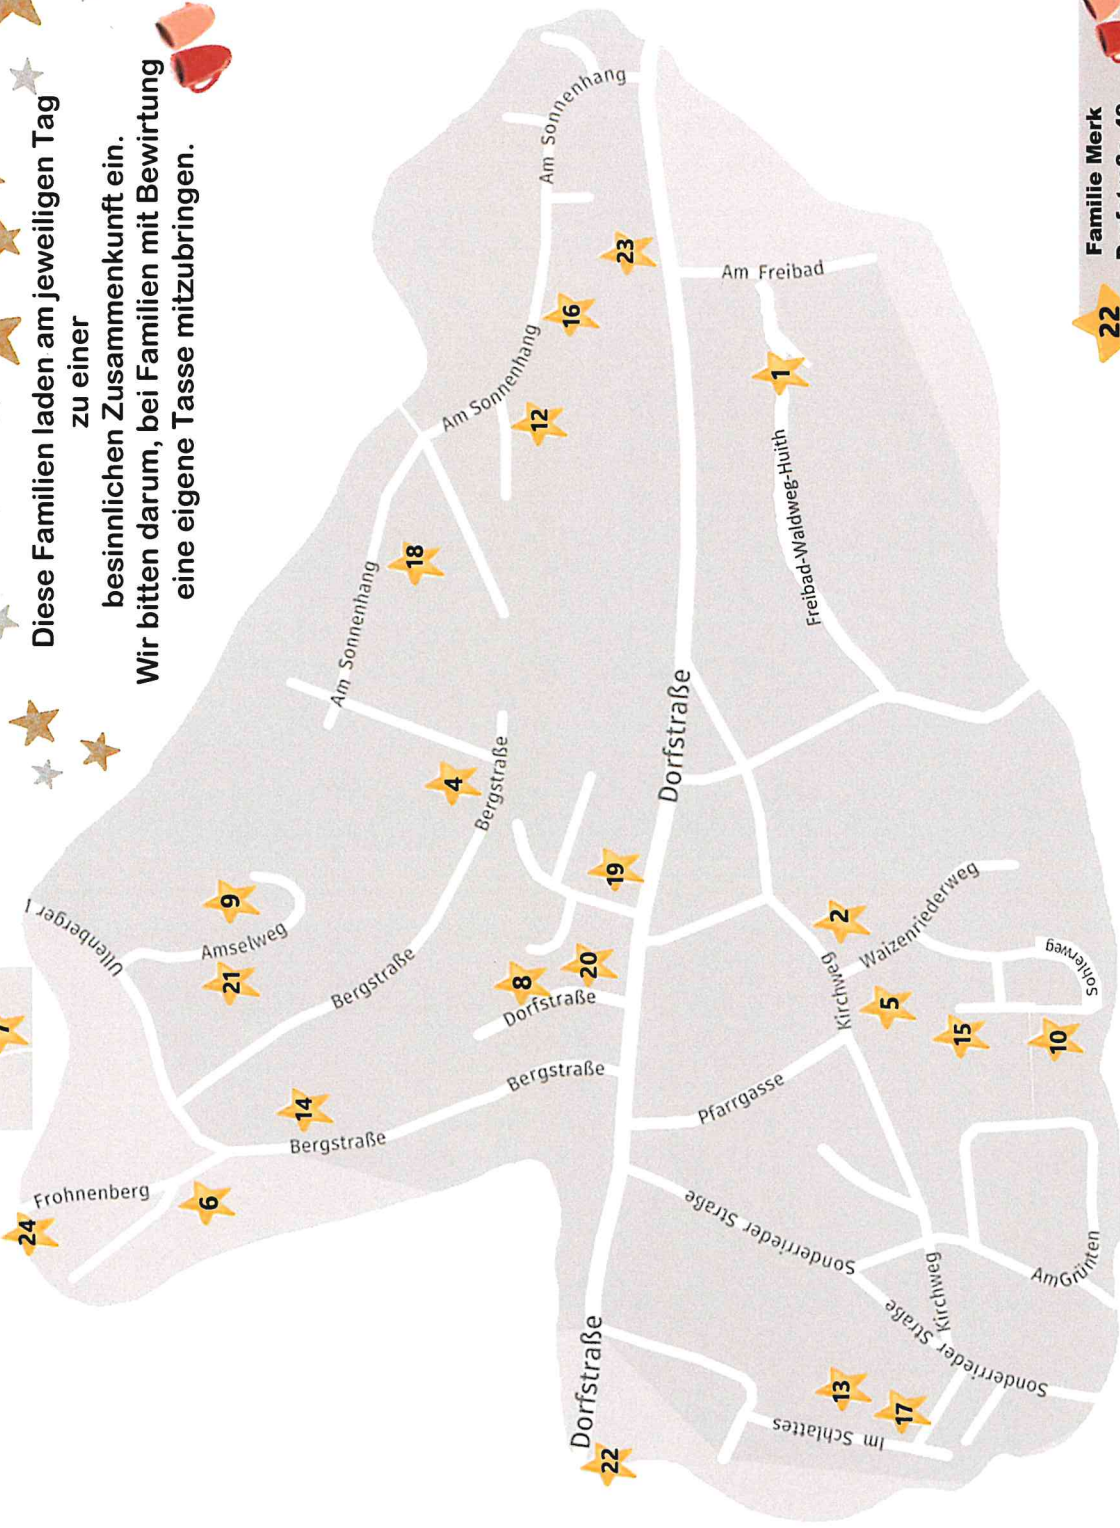 Diese Familien laden am jeweiligen Tag
zu einer
besinnlichen Zusammenkunft ein.
Wir bitten darum, bei Familien mit Bewirtung
eine eigene Tasse mitzubringen.
7
24
Frohnenberg
6
14
Bergstraße
Bergstraße
Ullenberger
21
Amselweg
9
Bergstraße
8
Dorfstraße
20
19
4
Bergstraße
Am Sonnenhang
18
Am Sonnenhang
12
16
23
Am Sonnenhang
Am Sonnenhang
22
Dorfstraße
Dorfstraße
Am Freibad
1
Freibad-Waldweg-Huith
Sonderrieder Straße
Pfarrgasse
Kirchweg
2
Waizenriederweg
5
15
10
Sohlerweg
13
17
Im Schlattes
Sonderrieder Straße
Kirchweg
AmGrünten
22
Familie Merk